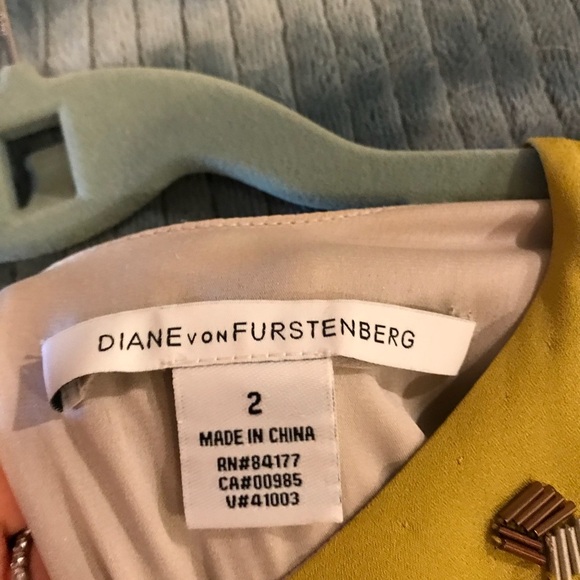 DIANE VON FURSTENBERG
2
MADE IN CHINA
RN#84177
CA#00985
V#41003